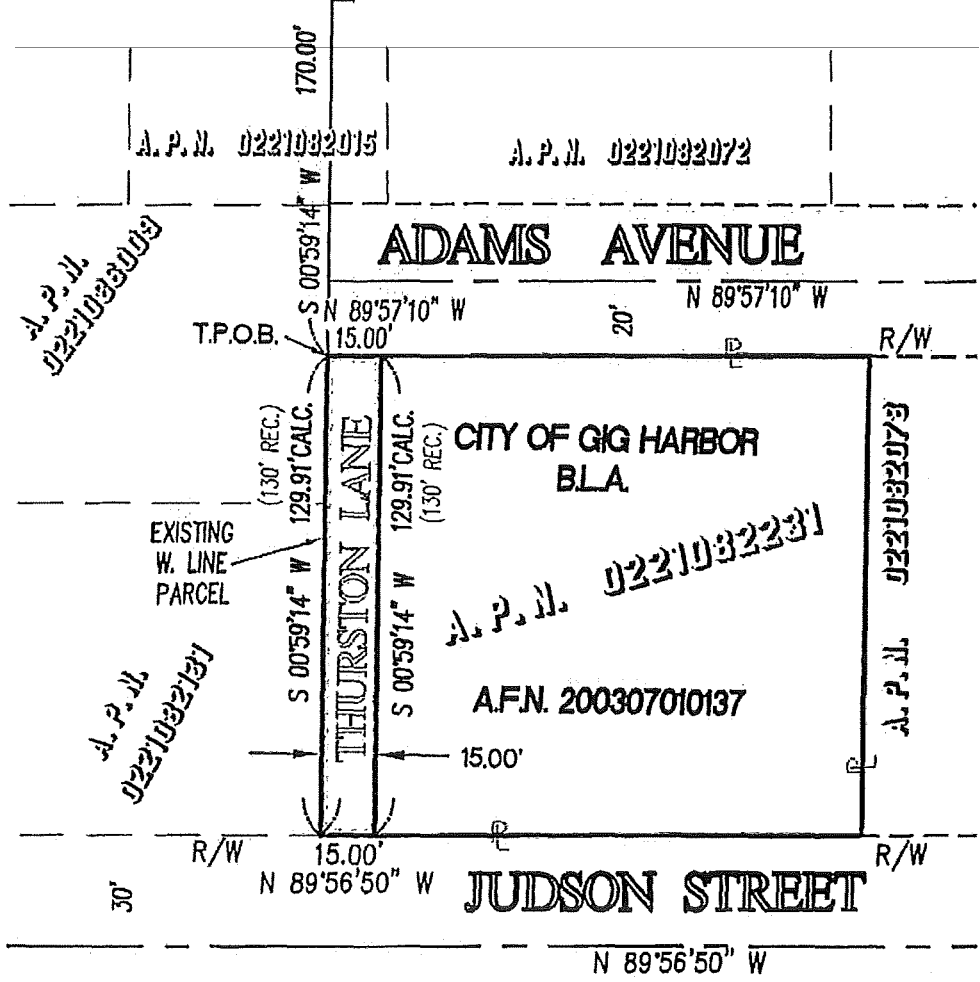 170.00'
A.P.N. 0221082015
A.P.N. 0221082072
S 00°59'14" W
ADAMS AVENUE
N 89°57'10" W
N 89°57'10" W
20'
T.P.O.B.
15.00'
R/W
A.P.N.
(130' REC.)
129.91'CALC.
S 00°59'14" W
THURSTON LANE
129.91'CALC.
(130' REC.)
S 00°59'14" W
CITY OF GIG HARBOR
B.L.A.
A.P.N. 0221082231
A.F.N. 200307010137
A.P.N. 0221082073
EXISTING
W. LINE
PARCEL
A.P.N.
0221082131
15.00'
PL
PL
PL
R/W
15.00'
N 89°56'50" W
R/W
30'
JUDSON STREET
N 89°56'50" W